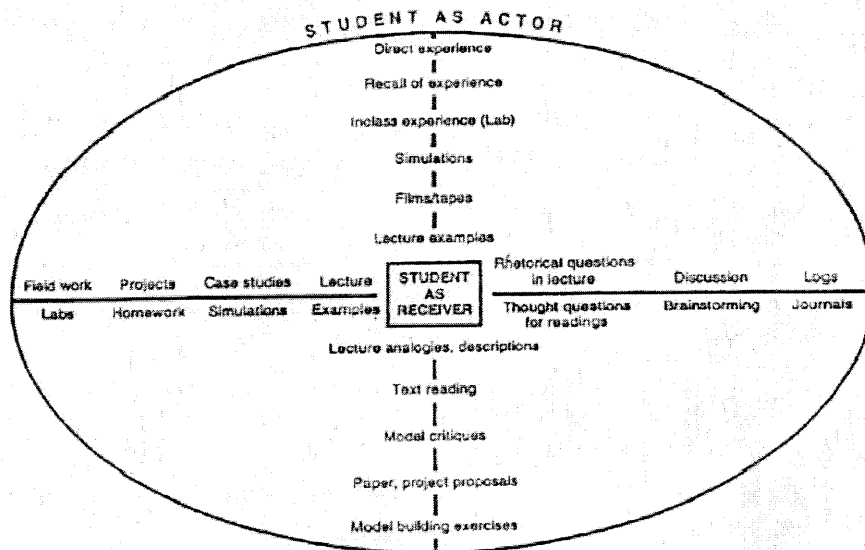 STUDENT AS ACTOR
Direct experience
Recall of experience
Inclass experience (Lab)
Simulations
Films/tapes
Lecture examples
Field work Projects Case studies Lecture
Labs Homework Simulations Examples
STUDENT
AS
RECEIVER
Rhetorical questions
in lecture
Discussion Logs
Thought questions
for readings
Brainstorming Journals
Lecture analogies, descriptions
Text reading
Model critiques
Paper, project proposals
Model building exercises